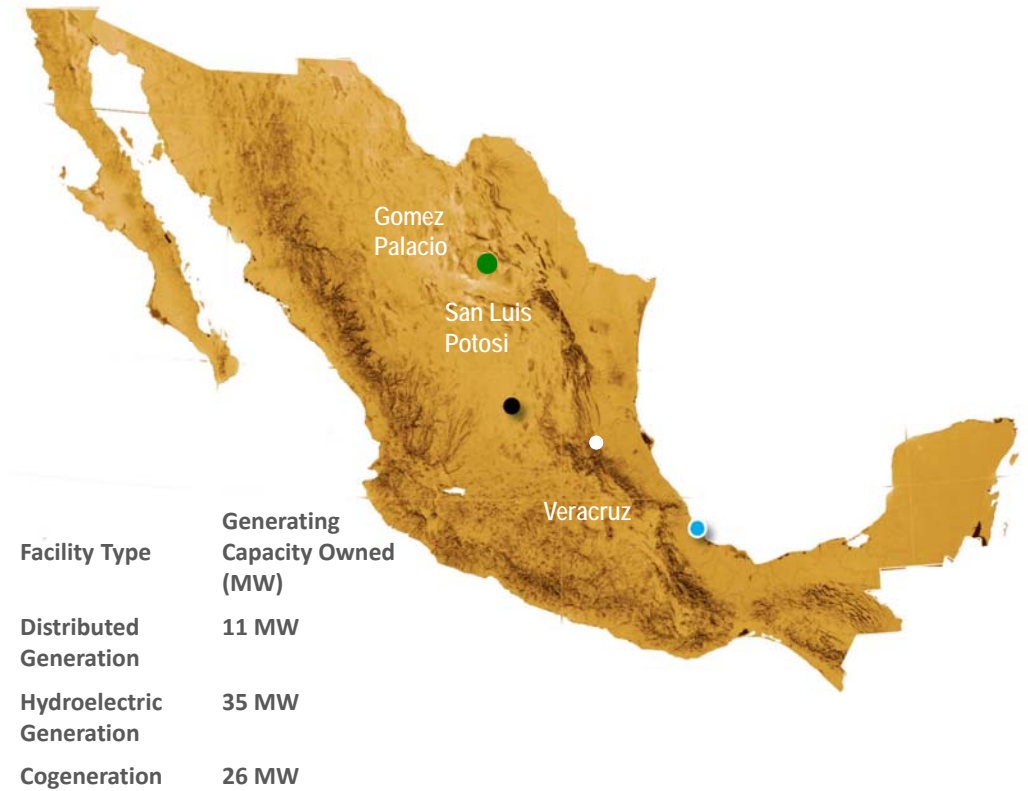 Gomez
Palacio
San Luis
Potosi
Veracruz
Facility Type
Generating
Capacity Owned
(MW)
Distributed
Generation
11 MW
Hydroelectric
Generation
35 MW
Cogeneration
26 MW